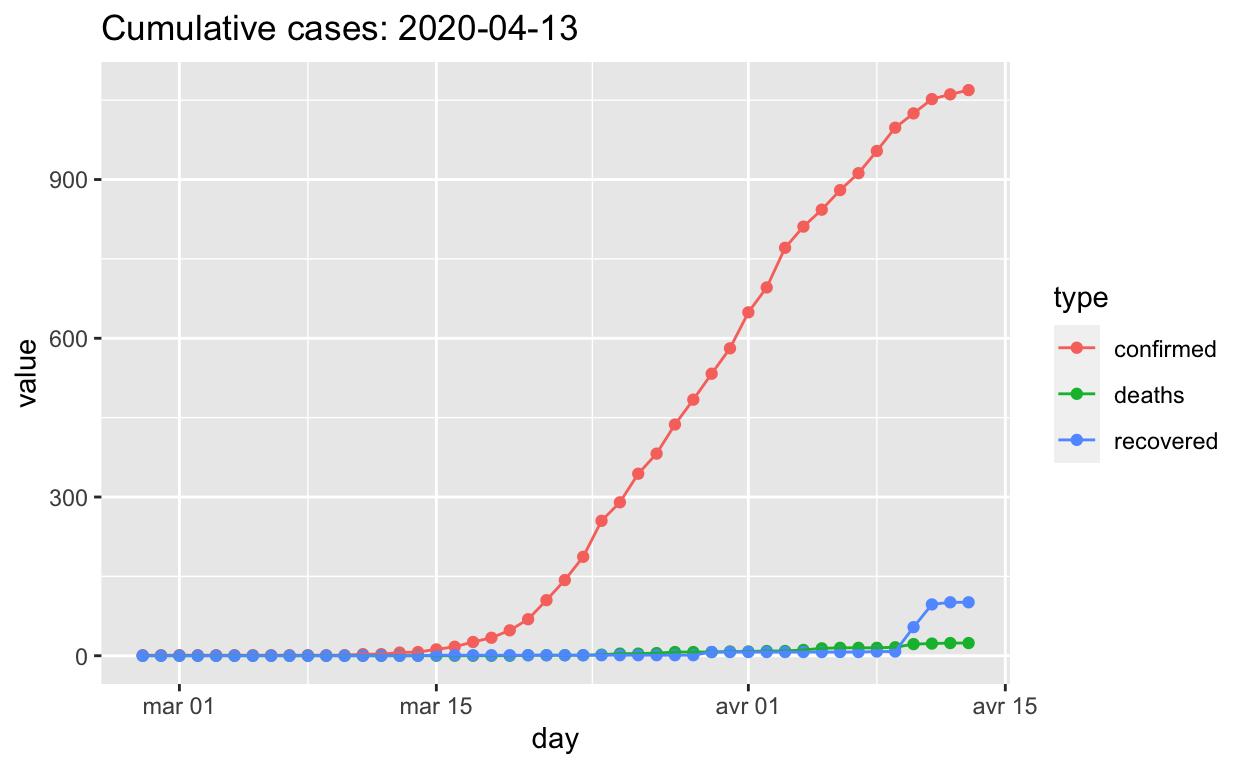 Cumulative cases: 2020-04-13
value
900
600
300
0
mar 01
mar 15
avr 01
avr 15
day
type
confirmed
deaths
recovered